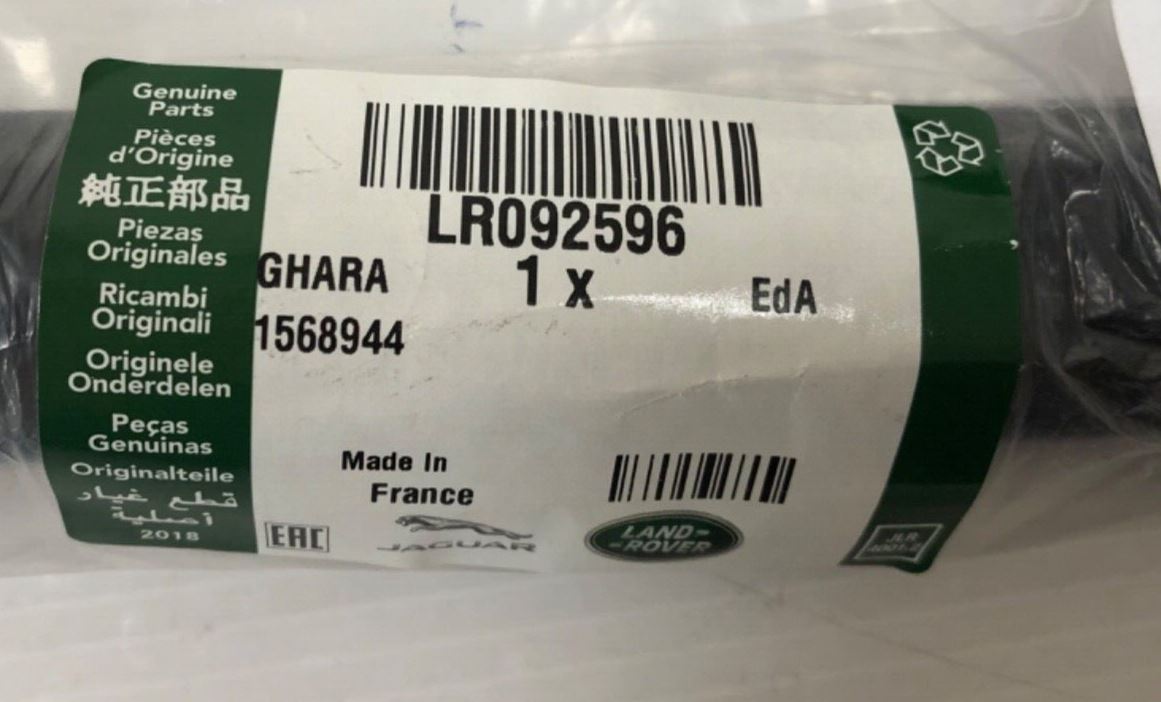 Genuine
Parts
Pièces
d'Origine
純正部品
Piezas
Originales
Ricambi
Originali
Originele
Onderdelen
Peças
Genuinas
Originalteile
قطع غيار
أصلية
2018
LR092596
GHARA
1 x
EdA
1568944
Made In
France
EAC
JAGUAR
LAND-
-ROVER
JLR